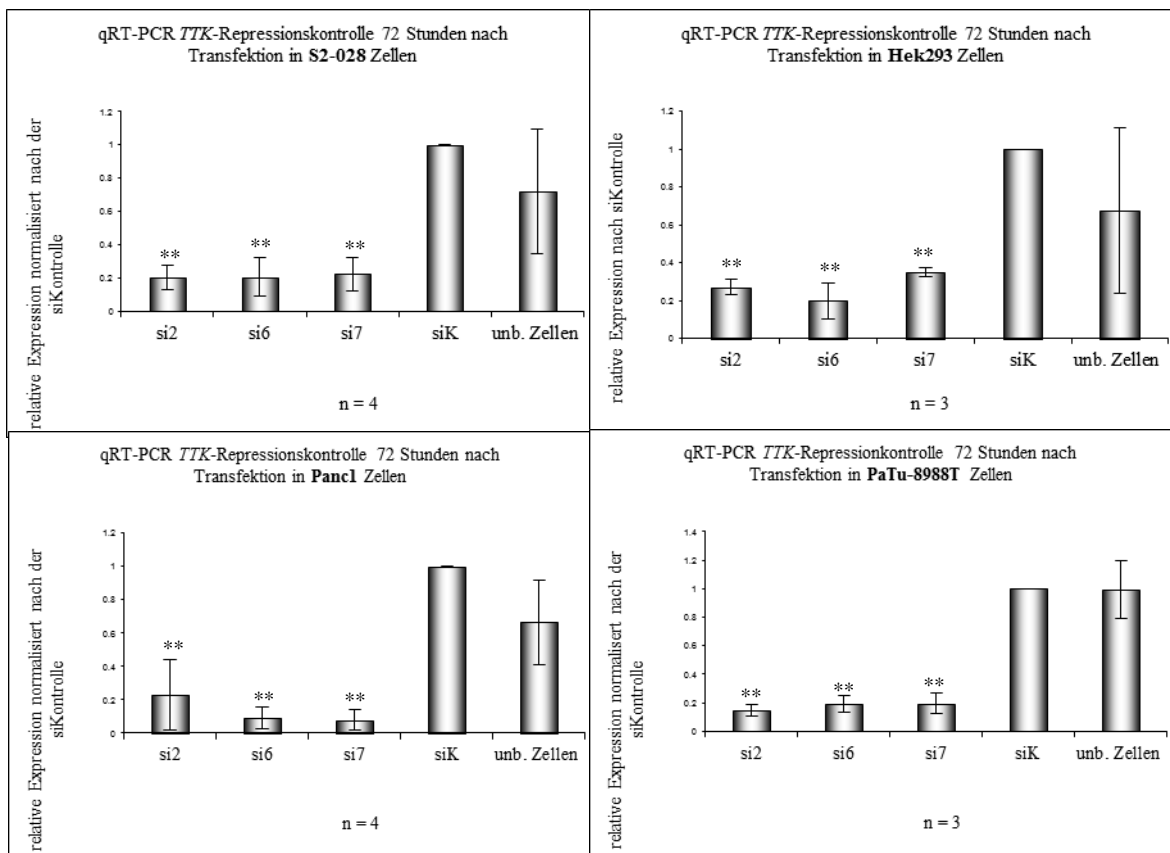 qRT-PCR TTK-Repressionskontrolle 72 Stunden nach
Transfektion in S2-028 Zellen
relative Expression normalisiert nach der
siKontrolle
1.2
1
0.8
0.6
0.4
0.2
0
**
**
**
si2
si6
si7
siK
unb. Zellen
n = 4
qRT-PCR TTK-Repressionskontrolle 72 Stunden nach
Transfektion in Hek293 Zellen
relative Expression nach siKontrolle
1.2
1
0.8
0.6
0.4
0.2
0
**
**
**
si2
si6
si7
siK
unb. Zellen
n = 3
qRT-PCR TTK-Repressionskontrolle 72 Stunden nach
Transfektion in Panc1 Zellen
relative Expression normalisiert nach der
siKontrolle
1.2
1
0.8
0.6
0.4
0.2
0
**
**
**
si2
si6
si7
siK
unb. Zellen
n = 4
qRT-PCR TTK-Repressionkontrolle 72 Stunden nach
Transfektion in PaTu-8988T Zellen
relative Expression normalisert nach der
siKontrolle
1.4
1.2
1
0.8
0.6
0.4
0.2
0
**
**
**
si2
si6
si7
siK
unb. Zellen
n = 3